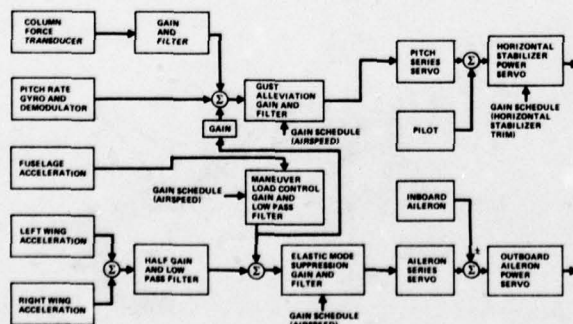 COLUMN
FORCE
TRANSDUCER
GAIN
AND
FILTER
PITCH RATE
GYRO AND
DEMODULATOR
Σ
GUST
ALLEVIATION
GAIN AND
FILTER
GAIN SCHEDULE
(AIRSPEED)
PITCH
SERIES
SERVO
Σ
HORIZONTAL
STABILIZER
POWER
SERVO
GAIN SCHEDULE
(HORIZONTAL
STABILIZER
TRIM)
PILOT
GAIN
FUSELAGE
ACCELERATION
GAIN SCHEDULE
(AIRSPEED)
MANEUVER
LOAD CONTROL
GAIN AND
LOW PASS
FILTER
INBOARD
AILERON
LEFT WING
ACCELERATION
Σ
HALF GAIN
AND LOW
PASS FILTER
Σ
ELASTIC MODE
SUPPRESSION
GAIN AND
FILTER
GAIN SCHEDULE
(AIRSPEED)
AILERON
SERIES
SERVO
±
Σ
OUTBOARD
AILERON
POWER
SERVO
RIGHT WING
ACCELERATION